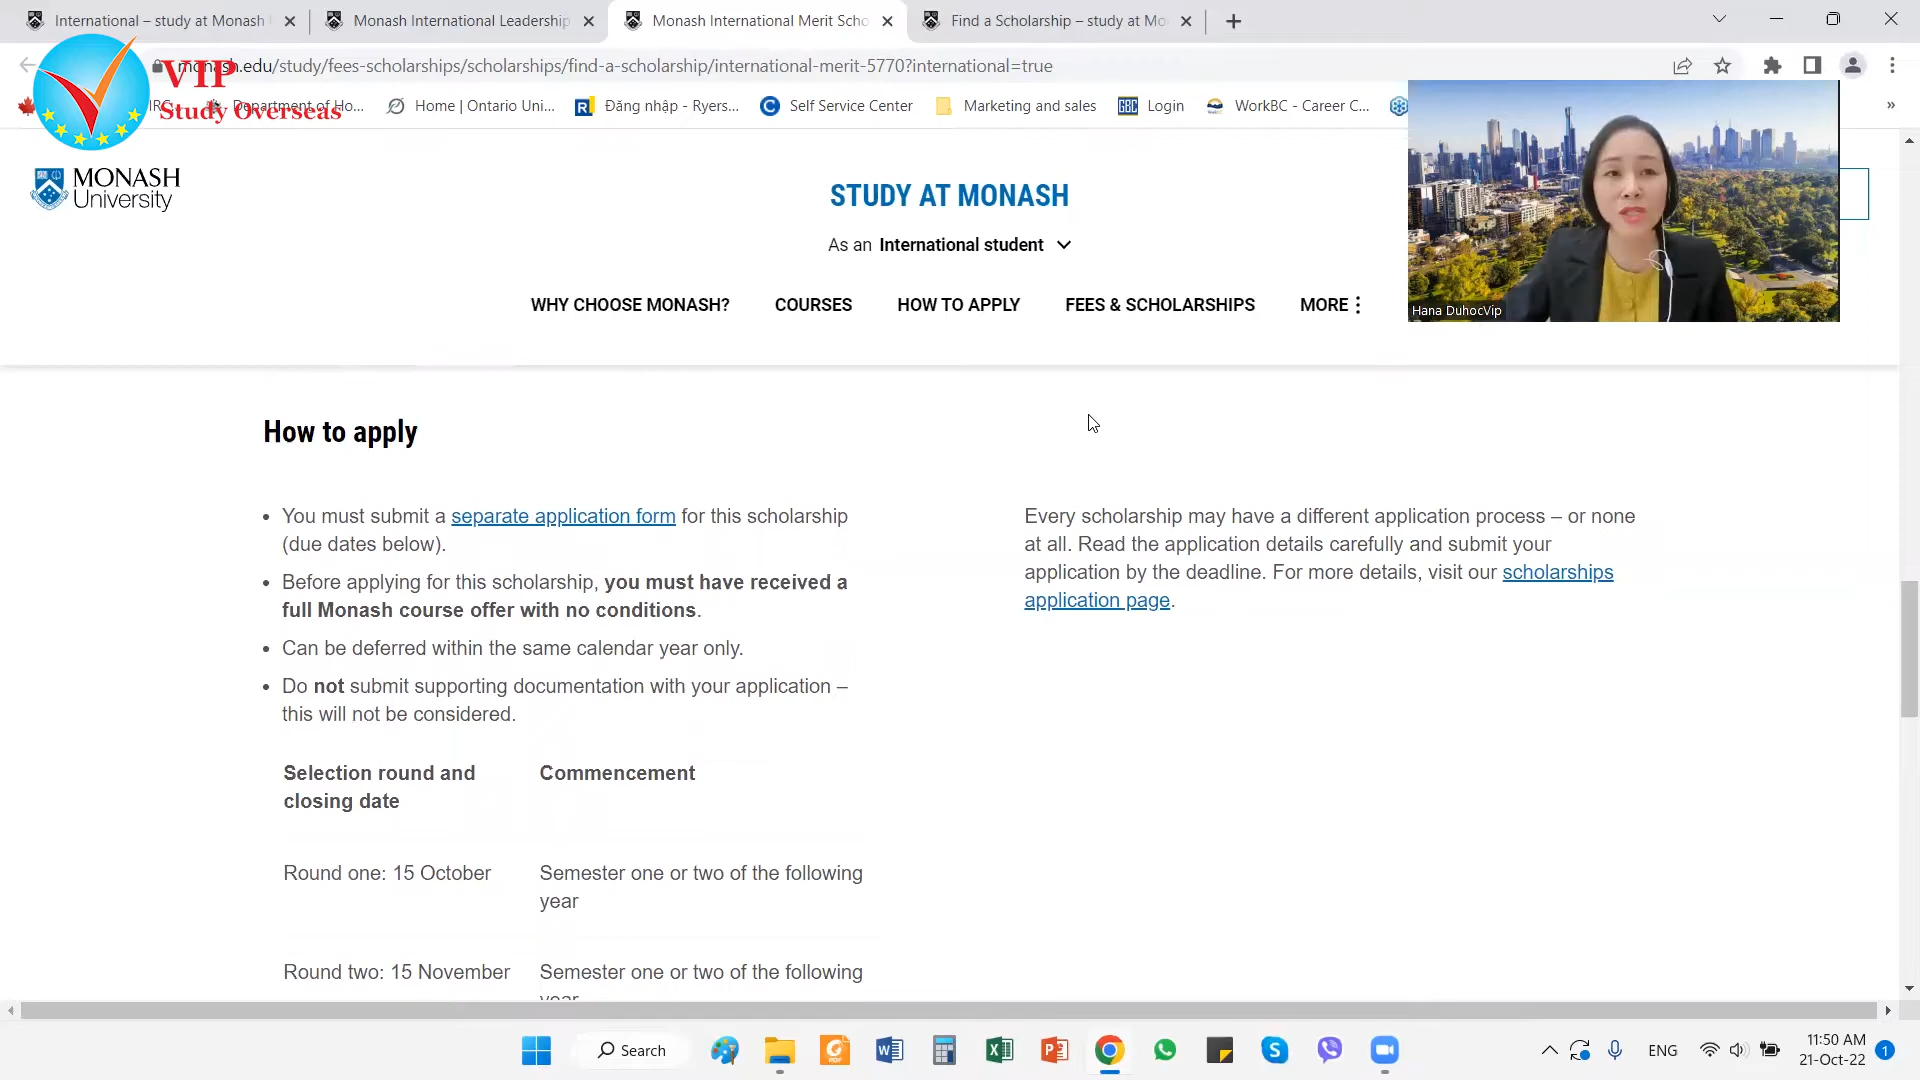 International – study at Monash
Monash International Leadership
Monash International Merit Scho
Find a Scholarship – study at Mo
VIP
Study Overseas
monash.edu/study/fees-scholarships/scholarships/find-a-scholarship/international-merit-5770?international=true
Department of Ho...
Home | Ontario Uni...
Đăng nhập - Ryers...
Self Service Center
Marketing and sales
GBC
Login
WorkBC - Career C...
»
MONASH
University
STUDY AT MONASH
As an International student
WHY CHOOSE MONASH?
COURSES
HOW TO APPLY
FEES & SCHOLARSHIPS
MORE
Hana DuhocVip
How to apply
• You must submit a separate application form for this scholarship
(due dates below).
• Before applying for this scholarship, you must have received a
full Monash course offer with no conditions.
• Can be deferred within the same calendar year only.
• Do not submit supporting documentation with your application –
this will not be considered.
Every scholarship may have a different application process – or none
at all. Read the application details carefully and submit your
application by the deadline. For more details, visit our scholarships
application page.
Selection round and
closing date
Commencement
Round one: 15 October
Semester one or two of the following
year
Round two: 15 November
Semester one or two of the following
year
Search
ENG
11:50 AM
21-Oct-22
1